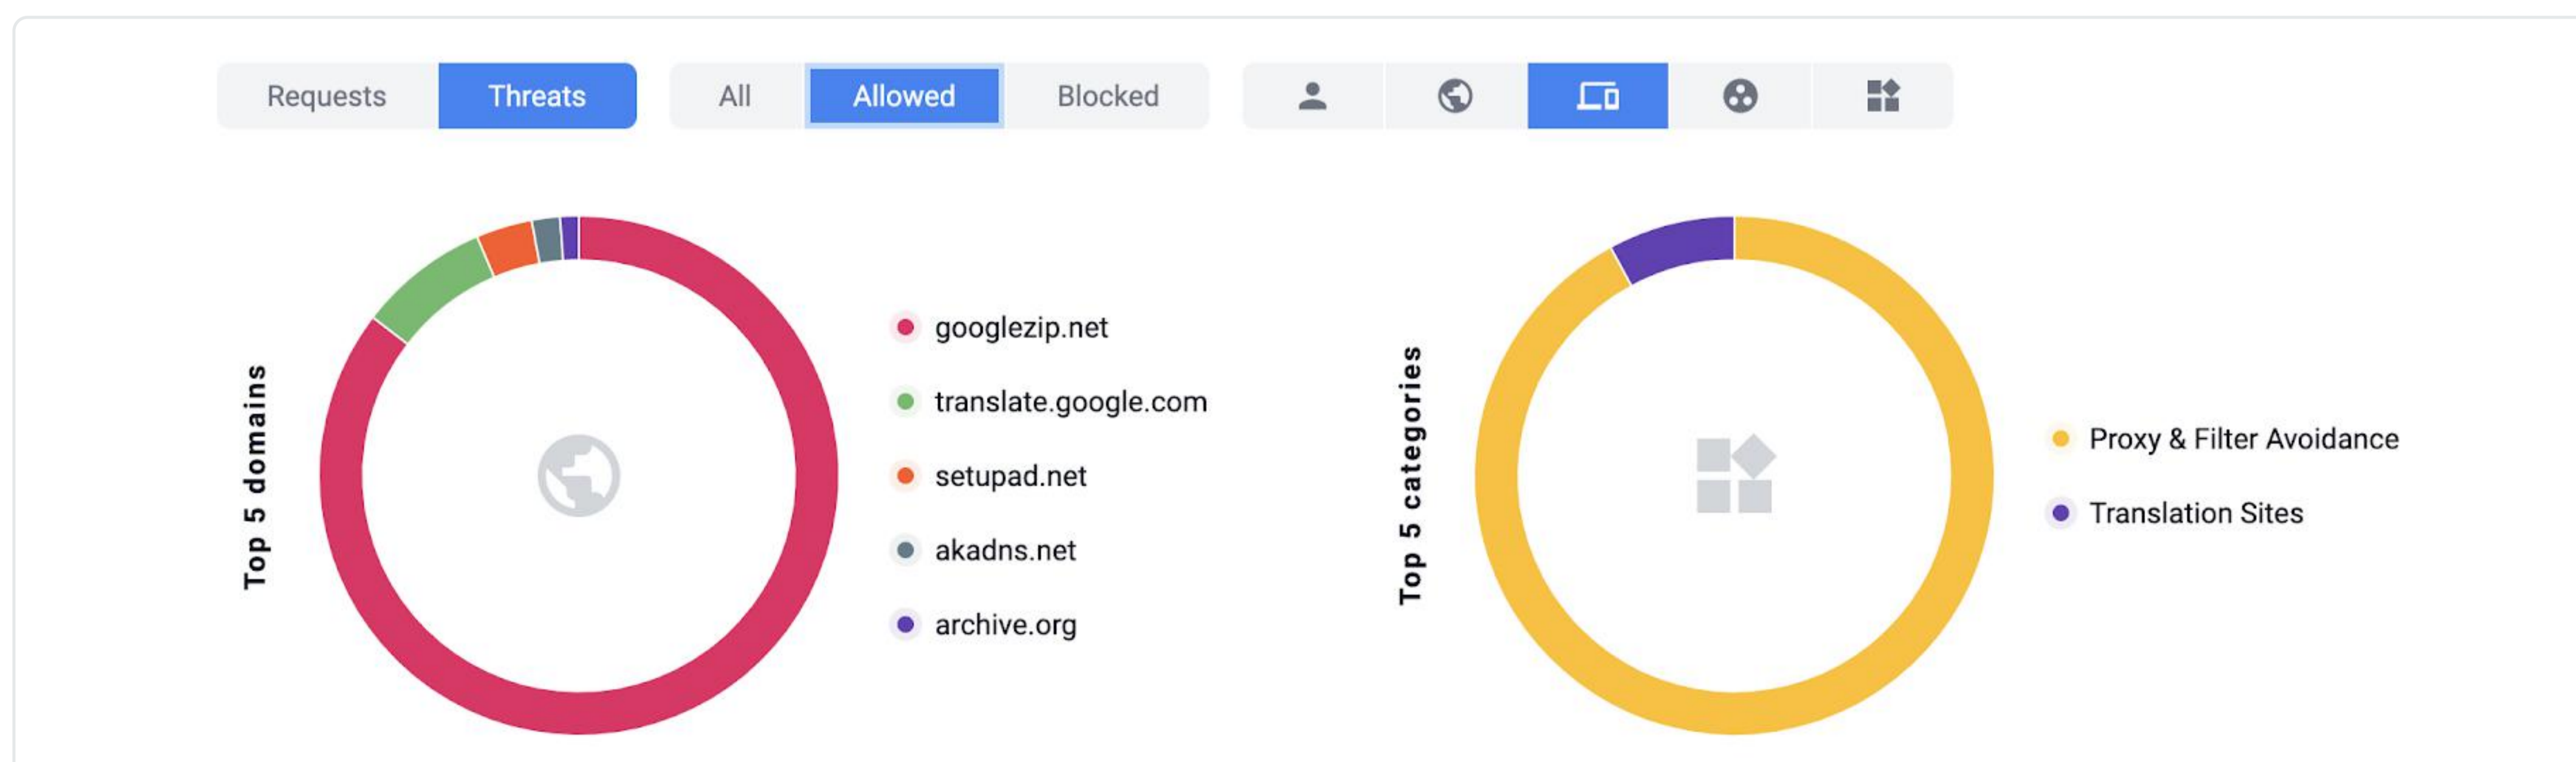 Requests Threats All Allowed Blocked
Top 5 domains
googlezip.net
translate.google.com
setupad.net
akadns.net
archive.org
Top 5 categories
Proxy & Filter Avoidance
Translation Sites